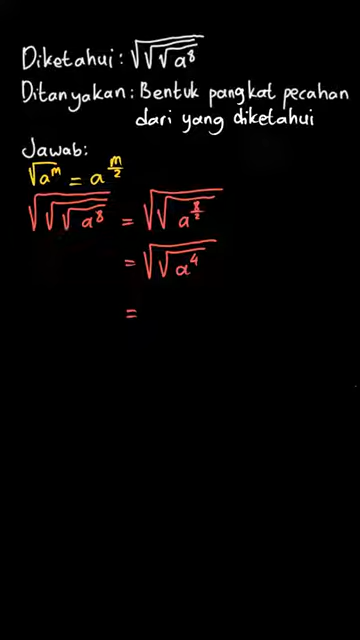 Diketahui: √√√a⁸
Ditanyakan: Bentuk pangkat pecahan
dari yang diketahui
Jawab:
√aᵐ = a^(m/2)
√√√a⁸ = √√a^(8/2)
= √√a⁴
=